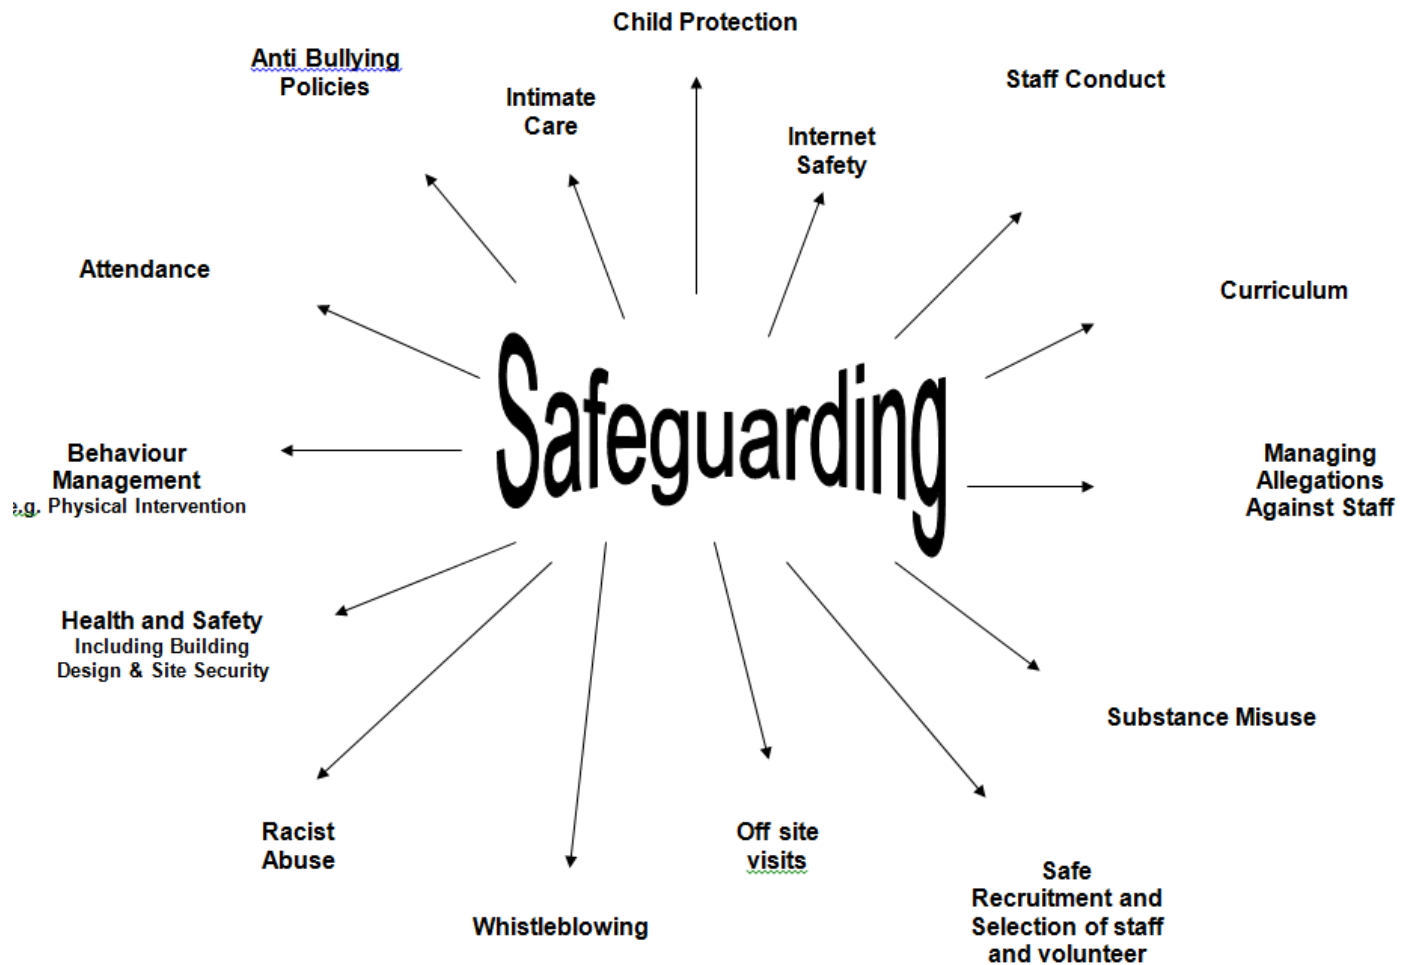 Child Protection
Anti Bullying
Policies
Intimate
Care
Staff Conduct
Internet
Safety
Attendance
Curriculum
Safeguarding
Behaviour
Management
e.g. Physical Intervention
Managing
Allegations
Against Staff
Health and Safety
Including Building
Design & Site Security
Substance Misuse
Racist
Abuse
Off site
visits
Whistleblowing
Safe
Recruitment and
Selection of staff
and volunteer